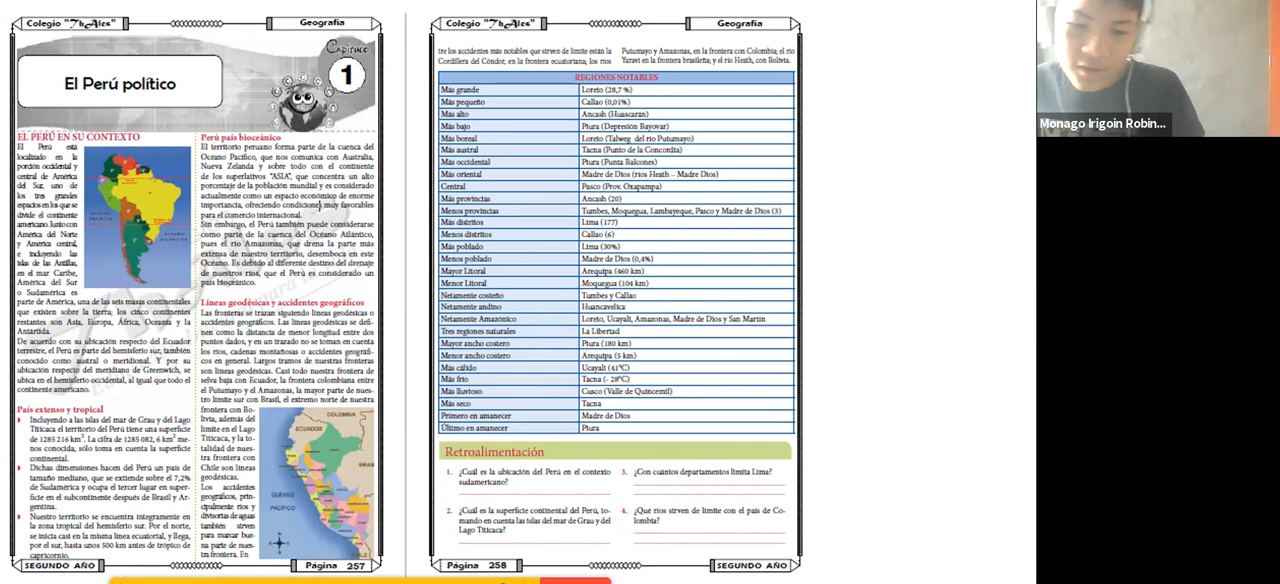 Colegio "ThAles"
Geografía
Capítulo
1
El Perú político
EL PERÚ EN SU CONTEXTO
El Perú está
localizado en la
porción occidental y
central de América
del Sur, uno de
los tres grandes
espacios en los que se
divide el continente
americano. Junto con
América del Norte
y América central,
e incluyendo las
islas de las Antillas,
en el mar Caribe,
América del Sur
o Sudamérica es
parte de América, una de las seis masas continentales
que existen sobre la tierra; los cinco continentes
restantes son Asia, Europa, África, Oceanía y la
Antártida.
De acuerdo con su ubicación respecto del Ecuador
terrestre, el Perú es parte del hemisferio sur, también
conocido como austral o meridional. Y por su
ubicación respecto del meridiano de Greenwich, se
ubica en el hemisferio occidental, al igual que todo el
continente americano.
País extenso y tropical
Incluyendo a las islas del mar de Grau y del Lago
Titicaca el territorio del Perú tiene una superficie
de 1285 216 km². La cifra de 1285 082, 6 km² me-
nos conocida, sólo toma en cuenta la superficie
continental.
Dichas dimensiones hacen del Perú un país de
tamaño mediano, que se extiende sobre el 7,2%
de Sudamérica y ocupa el tercer lugar en super-
ficie en el subcontinente después de Brasil y Ar-
gentina.
Nuestro territorio se encuentra íntegramente en
la zona tropical del hemisferio sur. Por el norte,
se inicia casi en la misma línea ecuatorial, y llega,
por el sur, hasta unos 500 km antes de trópico de
capricornio.
Perú país bioceánico
El territorio peruano forma parte de la cuenca del
Océano Pacífico, que nos comunica con Australia,
Nueva Zelanda y sobre todo con el continente
de los superlativos "ASIA", que concentra un alto
porcentaje de la población mundial y es considerado
actualmente como un espacio económico de enorme
importancia, ofreciendo condiciones muy favorables
para el comercio internacional.
Sin embargo, el Perú también puede considerarse
como parte de la cuenca del Océano Atlántico,
pues el río Amazonas, que drena la parte más
extensa de nuestro territorio, desemboca en este
Océano. Es debido al diferente destino del drenaje
de nuestros ríos, que el Perú es considerado un
país bioceánico.
Líneas geodésicas y accidentes geográficos
Las fronteras se trazan siguiendo líneas geodésicas o
accidentes geográficos. Las líneas geodésicas se defi-
nen como la distancia de menor longitud entre dos
puntos dados, y en un trazado no se toman en cuenta
los ríos, cadenas montañosas o accidentes geográfi-
cos en general. Largos tramos de nuestras fronteras
son líneas geodésicas. Casi todo nuestra frontera de
selva baja con Ecuador, la frontera colombiana entre
el Putumayo y el Amazonas, la mayor parte de nues-
tro límite sur con Brasil, el extremo norte de nuestra
frontera con Bo-
livia, además del
límite en el Lago
Titicaca, y la to-
talidad de nues-
tra frontera con
Chile son líneas
geodésicas.
Los accidentes
geográficos, prin-
cipalmente ríos y
divisorias de aguas
también sirven
para marcar bue-
na parte de nues-
tra frontera. En
COLOMBIA
ECUADOR
BRAS
OCÉANO
PACÍFICO
CHILE
SEGUNDO AÑO
Página 257
Colegio "ThAles"
Geografía
tre los accidentes más notables que sirven de límite están la
Cordillera del Cóndor, en la frontera ecuatoriana; los ríos
Putumayo y Amazonas, en la frontera con Colombia; el río
Yaraví en la frontera brasileña; y el río Heath, con Bolivia.
REGIONES NOTABLES
Más grande Loreto (28,7 %)
Más pequeño Callao (0,01%)
Más alto Ancash (Huascarán)
Más bajo Piura (Depresión Bayovar)
Más boreal Loreto (Talweg del río Putumayo)
Más austral Tacna (Punto de la Concordia)
Más occidental Piura (Punta Balcones)
Más oriental Madre de Dios (ríos Heath – Madre Dios)
Central Pasco (Prov. Oxapampa)
Más provincias Ancash (20)
Menos provincias Tumbes, Moquegua, Lambayeque, Pasco y Madre de Dios (3)
Más distritos Lima (177)
Menos distritos Callao (6)
Más poblado Lima (30%)
Menos poblado Madre de Dios (0,4%)
Mayor Litoral Arequipa (460 km)
Menor Litoral Moquegua (104 km)
Netamente costeño Tumbes y Callao
Netamente andino Huancavelica
Netamente Amazónico Loreto, Ucayali, Amazonas, Madre de Dios y San Martín
Tres regiones naturales La Libertad
Mayor ancho costero Piura (180 km)
Menor ancho costero Arequipa (5 km)
Más cálido Ucayali (41°C)
Más frío Tacna (- 28°C)
Más lluvioso Cusco (Valle de Quincemil)
Más seco Tacna
Primero en amanecer Madre de Dios
Último en amanecer Piura
Retroalimentación
1. ¿Cuál es la ubicación del Perú en el contexto
sudamericano?
2. ¿Cuál es la superficie continental del Perú, to-
mando en cuenta las islas del mar de Grau y del
Lago Titicaca?
3. ¿Con cuántos departamentos limita Lima?
4. ¿Qué ríos sirven de límite con el país de Co-
lombia?
Página 258
SEGUNDO AÑO
Monago Irigoin Robin...